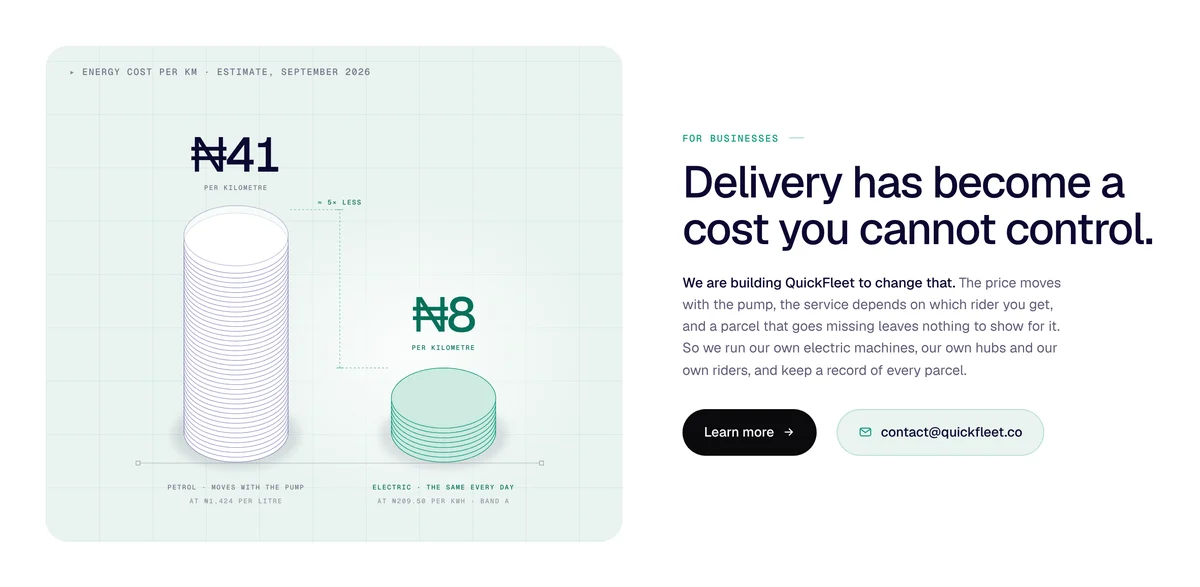 ▸ ENERGY COST PER KM · ESTIMATE, SEPTEMBER 2026
₦41
PER KILOMETRE
≈ 5× LESS
₦8
PER KILOMETRE
PETROL · MOVES WITH THE PUMP
AT ₦1,424 PER LITRE
ELECTRIC · THE SAME EVERY DAY
AT ₦209.50 PER KWH · BAND A
FOR BUSINESSES
Delivery has become a
cost you cannot control.
We are building QuickFleet to change that. The price moves
with the pump, the service depends on which rider you get,
and a parcel that goes missing leaves nothing to show for it.
So we run our own electric machines, our own hubs and our
own riders, and keep a record of every parcel.
Learn more →
contact@quickfleet.co